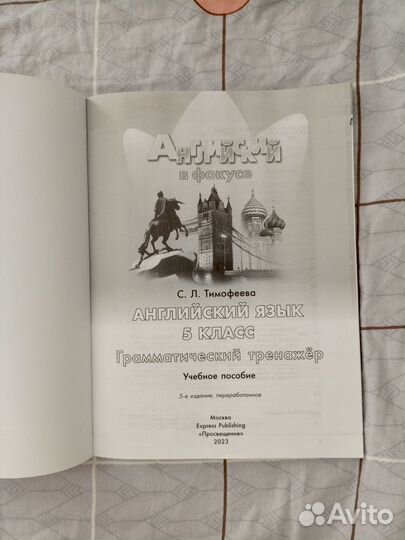 Английский
в фокусе
С. Л. Тимофеева
АНГЛИЙСКИЙ ЯЗЫК
5 КЛАСС
Грамматический тренажёр
Учебное пособие
5-е издание, переработанное
Москва
Express Publishing
«Просвещение»
2023
Avito